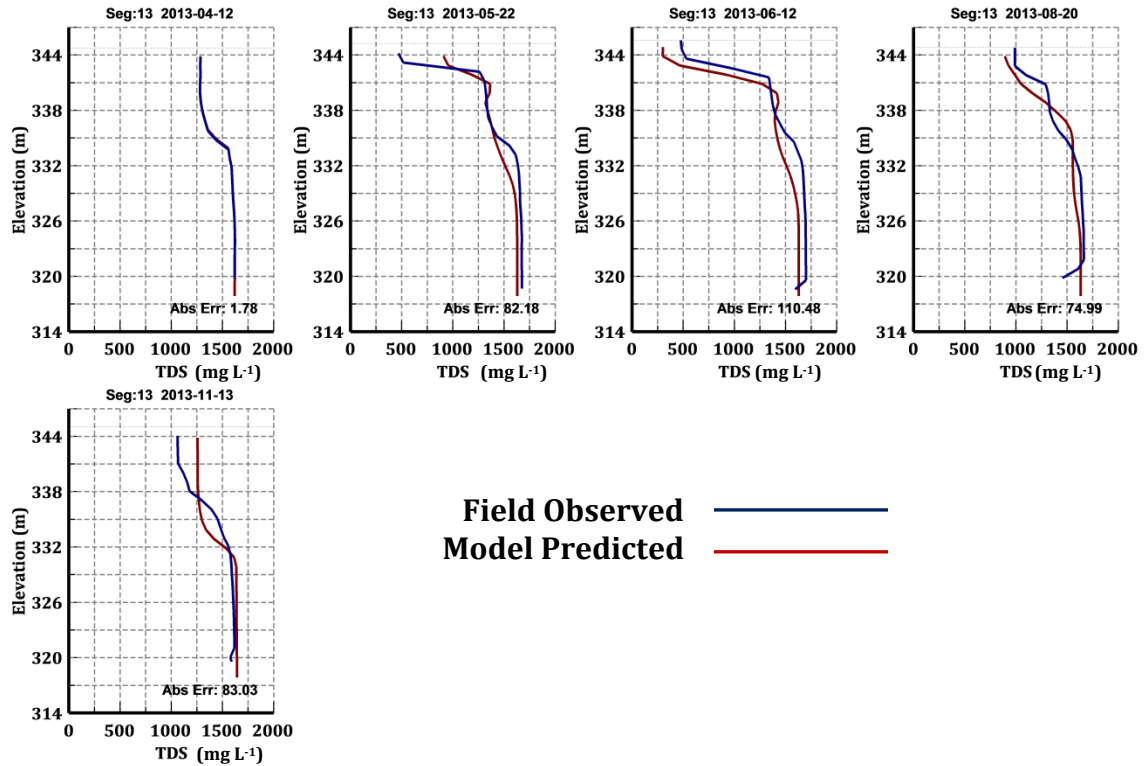 Seg:13 2013-04-12
Elevation (m)
344
338
332
326
320
314
Abs Err: 1.78
0 500 1000 1500 2000
TDS (mg L-1)
Seg:13 2013-05-22
Elevation (m)
344
338
332
326
320
314
Abs Err: 82.18
0 500 1000 1500 2000
TDS (mg L-1)
Seg:13 2013-06-12
Elevation (m)
344
338
332
326
320
314
Abs Err: 110.48
0 500 1000 1500 2000
TDS (mg L-1)
Seg:13 2013-08-20
Elevation (m)
344
338
332
326
320
314
Abs Err: 74.99
0 500 1000 1500 2000
TDS (mg L-1)
Seg:13 2013-11-13
Elevation (m)
344
338
332
326
320
314
Abs Err: 83.03
0 500 1000 1500 2000
TDS (mg L-1)
Field Observed
Model Predicted